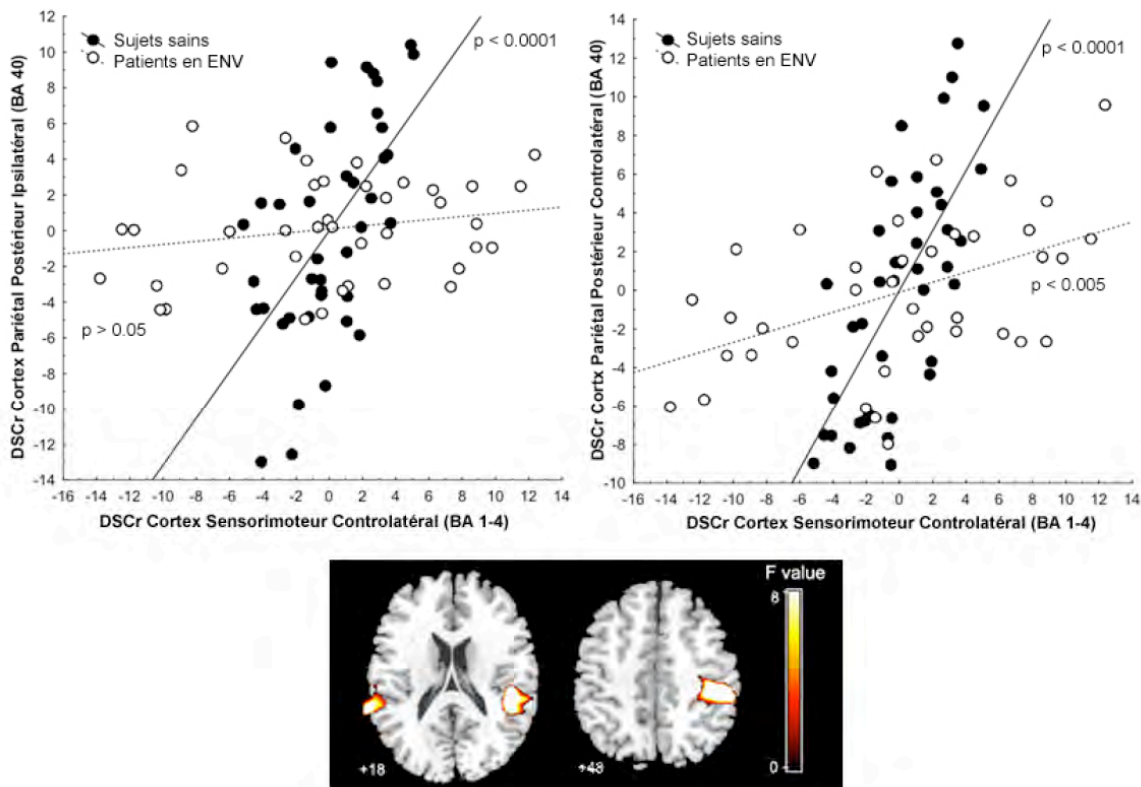 12
10
8
6
4
2
0
-2
-4
-6
-8
-10
-12
-14
DSCr Cortex Pariétal Postérieur Ipsilatéral (BA 40)
Sujets sains
Patients en ENV
p < 0.0001
p > 0.05
-16 -14 -12 -10 -8 -6 -4 -2 0 2 4 6 8 10 12 14
DSCr Cortex Sensorimoteur Controlatéral (BA 1-4)
14
12
10
8
6
4
2
0
-2
-4
-6
-8
-10
DSCr Cortx Pariétal Postérieur Controlatéral (BA 40)
Sujets sains
Patients en ENV
p < 0.0001
p < 0.005
-16 -14 -12 -10 -8 -6 -4 -2 0 2 4 6 8 10 12 14
DSCr Cortex Sensorimoteur Controlatéral (BA 1-4)
F value
8
0
+18
+48